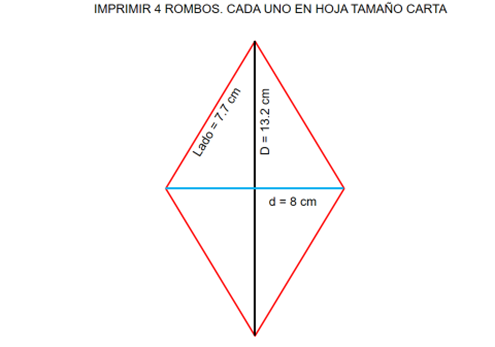 IMPRIMIR 4 ROMBOS. CADA UNO EN HOJA TAMAÑO CARTA
Lado = 7.7 cm
D = 13.2 cm
d = 8 cm